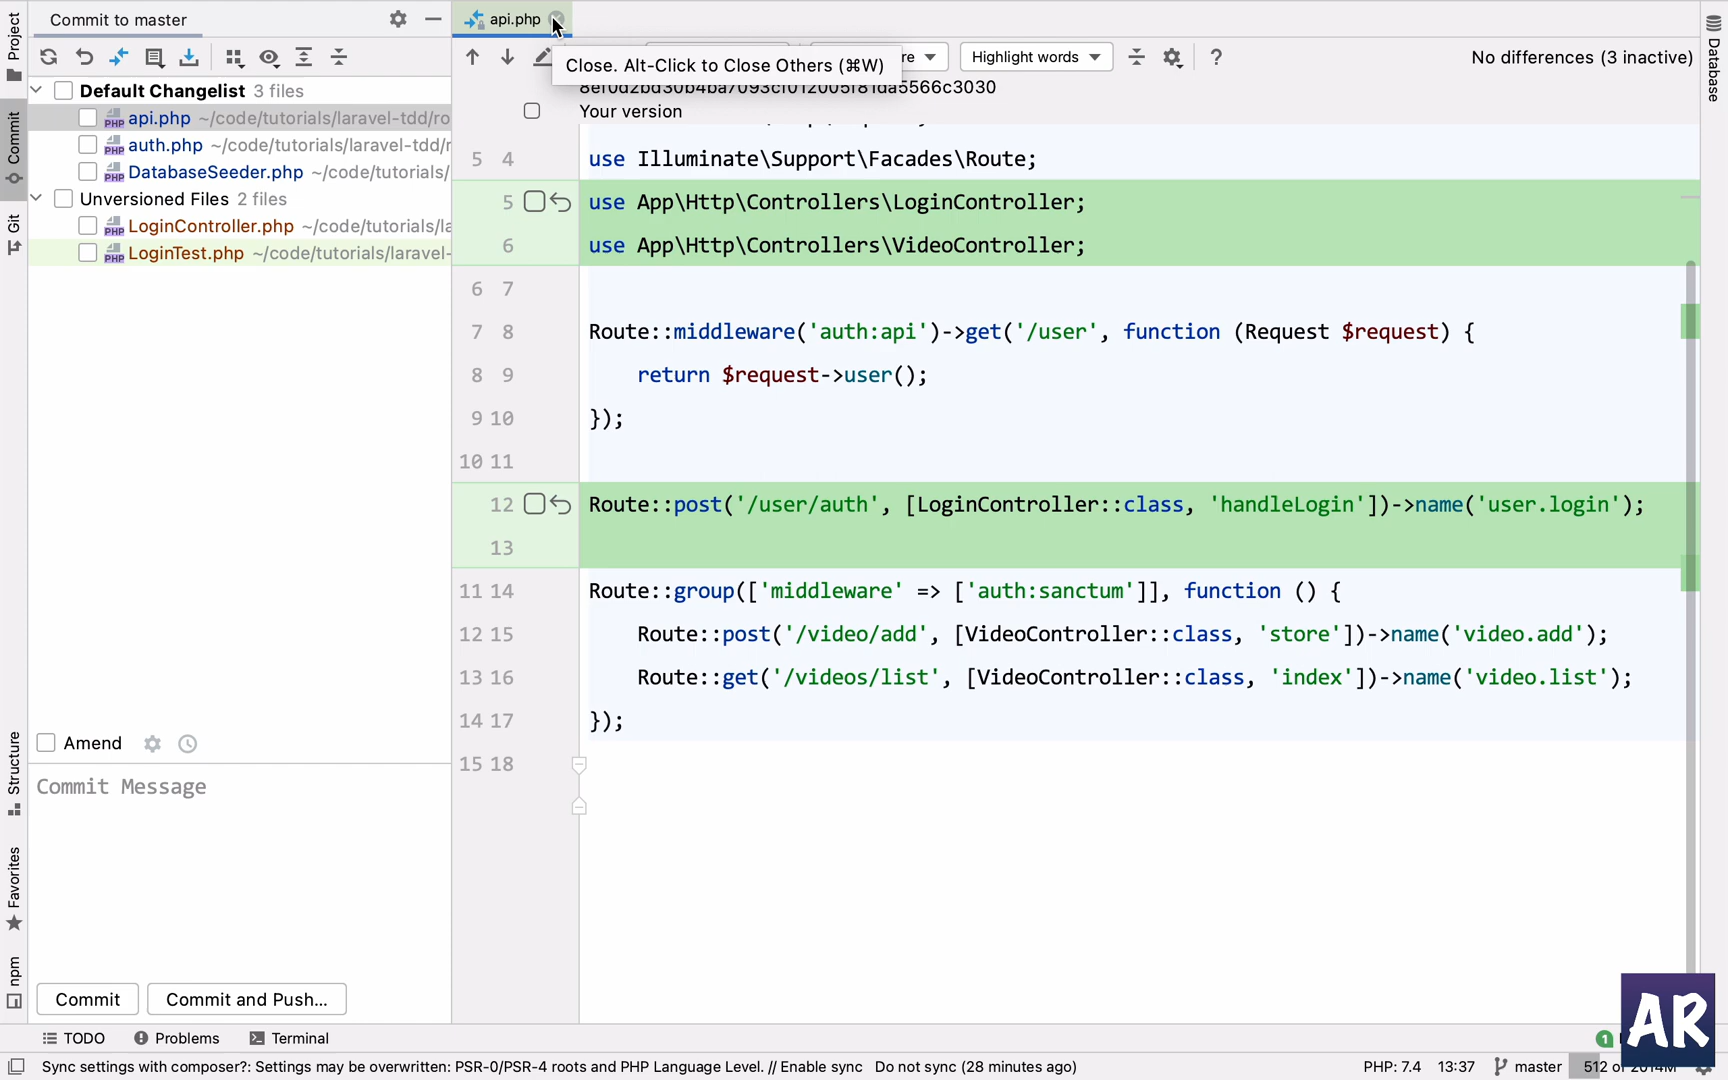 Project
Commit
Git
Structure
Favorites
npm
Commit to master
Default Changelist 3 files
api.php ~/code/tutorials/laravel-tdd/ro
auth.php ~/code/tutorials/laravel-tdd/r
DatabaseSeeder.php ~/code/tutorials/
Unversioned Files 2 files
LoginController.php ~/code/tutorials/la
LoginTest.php ~/code/tutorials/laravel-
Amend
Commit Message
Commit
Commit and Push...
api.php
Close. Alt-Click to Close Others (⌘W)
re
Highlight words
?
No differences (3 inactive)
Database
Your version
5 4 use Illuminate\Support\Facades\Route;
5 use App\Http\Controllers\LoginController;
6 use App\Http\Controllers\VideoController;
6 7
7 8 Route::middleware('auth:api')->get('/user', function (Request $request) {
8 9 return $request->user();
9 10 });
10 11
12 Route::post('/user/auth', [LoginController::class, 'handleLogin'])->name('user.login');
13
11 14 Route::group(['middleware' => ['auth:sanctum']], function () {
12 15 Route::post('/video/add', [VideoController::class, 'store'])->name('video.add');
13 16 Route::get('/videos/list', [VideoController::class, 'index'])->name('video.list');
14 17 });
15 18
TODO
Problems
Terminal
1
AR
Sync settings with composer?: Settings may be overwritten: PSR-0/PSR-4 roots and PHP Language Level. // Enable sync Do not sync (28 minutes ago)
PHP: 7.4
13:37
master
512 of 2014M